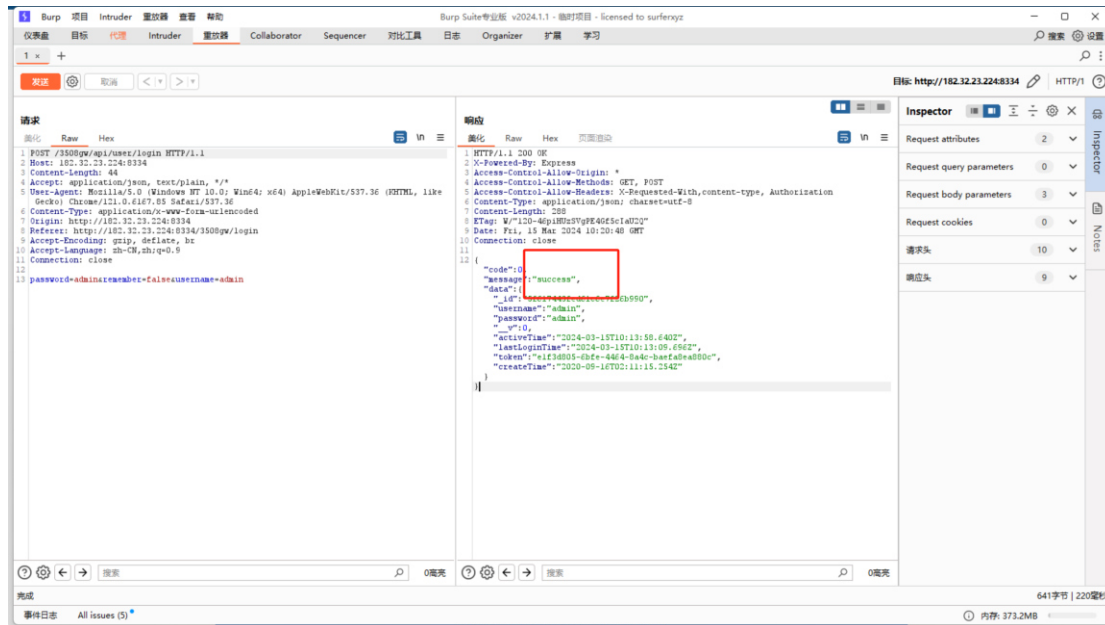 Burp 项目 Intruder 重放器 查看 帮助 Burp Suite专业版 v2024.1.1 - 临时项目 - licensed to surferxyz
仪表盘 目标 代理 Intruder 重放器 Collaborator Sequencer 对比工具 日志 Organizer 扩展 学习 搜索 设置
1 × +
发送 取消 目标: http://182.32.23.224:8334 HTTP/1
请求
美化 Raw Hex \n
1 POST /3508gw/api/user/login HTTP/1.1
2 Host: 182.32.23.224:8334
3 Content-Length: 44
4 Accept: application/json, text/plain, */*
5 User-Agent: Mozilla/5.0 (Windows NT 10.0; Win64; x64) AppleWebKit/537.36 (KHTML, like
Gecko) Chrome/121.0.6167.85 Safari/537.36
6 Content-Type: application/x-www-form-urlencoded
7 Origin: http://182.32.23.224:8334
8 Referer: http://182.32.23.224:8334/3508gw/login
9 Accept-Encoding: gzip, deflate, br
10 Accept-Language: zh-CN,zh;q=0.9
11 Connection: close
12
13 password=admin&remember=false&username=admin
响应
美化 Raw Hex 页面渲染 \n
1 HTTP/1.1 200 OK
2 X-Powered-By: Express
3 Access-Control-Allow-Origin: *
4 Access-Control-Allow-Methods: GET, POST
5 Access-Control-Allow-Headers: X-Requested-With,content-type, Authorization
6 Content-Type: application/json; charset=utf-8
7 Content-Length: 288
8 ETag: W/"120-46piHUzSVgPE4Gf5cIaU2Q"
9 Date: Fri, 15 Mar 2024 10:20:48 GMT
10 Connection: close
11
12 {
"code":0,
"message":"success",
"data":{
"_id":
"username":"admin",
"password":"admin",
"__v":0,
"activeTime":"2024-03-15T10:13:58.640Z",
"lastLoginTime":"2024-03-15T10:13:09.696Z",
"token":"e1f3d805-6bfe-4464-8a4c-baefa8ea880c",
"createTime":"2020-09-16T02:11:15.254Z"
}
}
Inspector
Request attributes 2
Request query parameters 0
Request body parameters 3
Request cookies 0
请求头 10
响应头 9
Inspector
Notes
搜索 0高亮 搜索 0高亮
完成 641字节 | 220毫秒
事件日志 All issues (5) 内存: 373.2MB